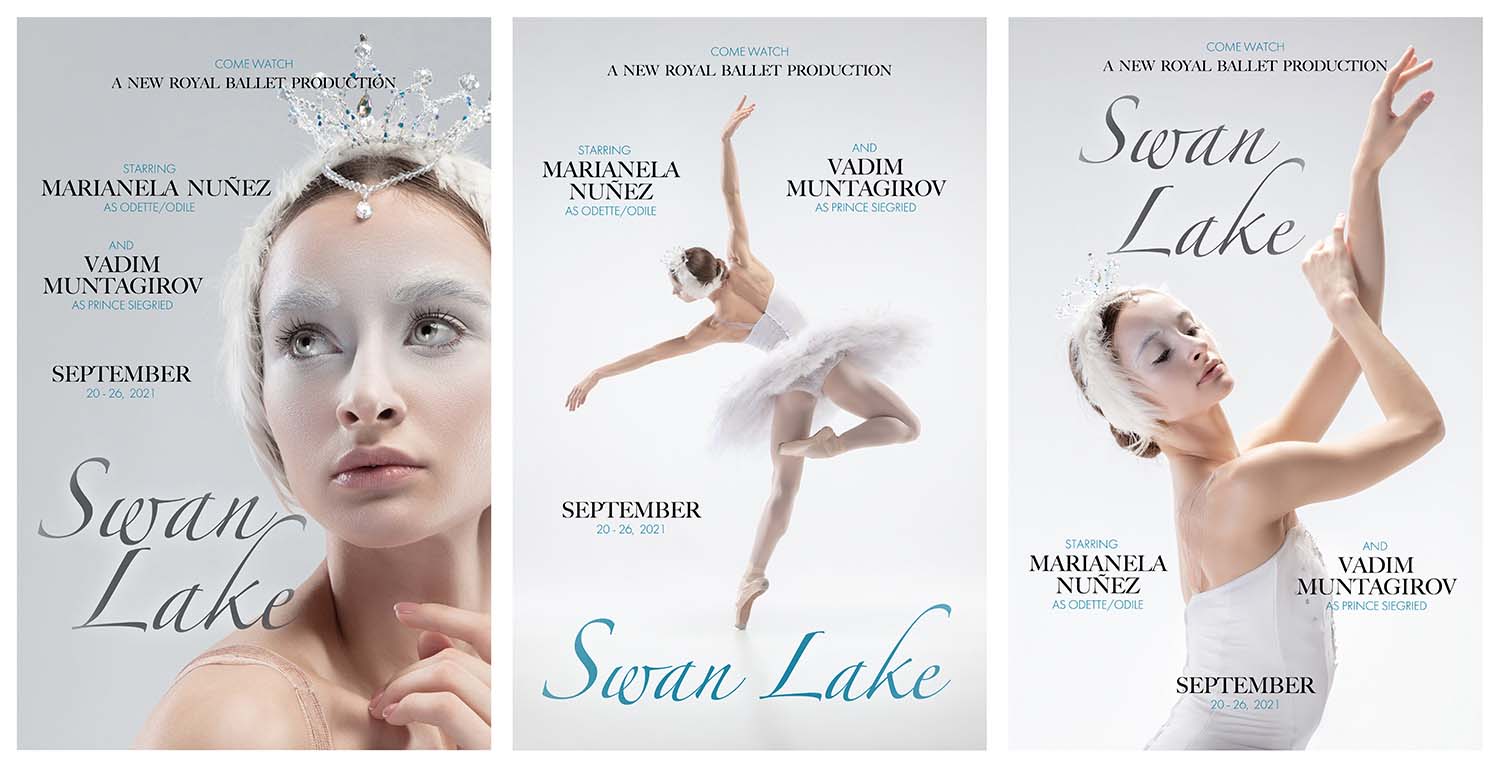 COME WATCH
A NEW ROYAL BALLET PRODUCTION
STARRING
MARIANELA NUÑEZ
AS ODETTE/ODILE
AND
VADIM
MUNTAGIROV
AS PRINCE SIEGRIED
SEPTEMBER
20 - 26, 2021
Swan
Lake
COME WATCH
A NEW ROYAL BALLET PRODUCTION
STARRING
MARIANELA
NUÑEZ
AS ODETTE/ODILE
AND
VADIM
MUNTAGIROV
AS PRINCE SIEGRIED
SEPTEMBER
20 - 26, 2021
Swan Lake
COME WATCH
A NEW ROYAL BALLET PRODUCTION
Swan
Lake
STARRING
MARIANELA
NUÑEZ
AS ODETTE/ODILE
AND
VADIM
MUNTAGIROV
AS PRINCE SIEGRIED
SEPTEMBER
20 - 26, 2021